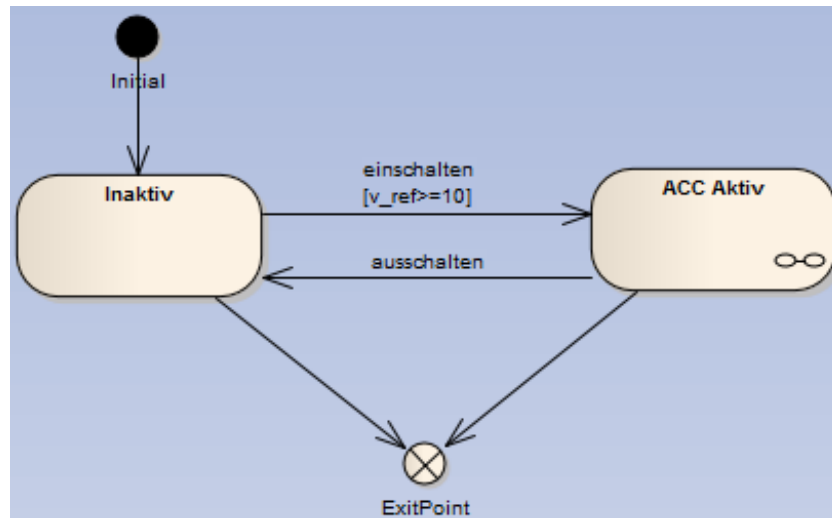 Initial
Inaktiv
einschalten
[v_ref>=10]
ACC Aktiv
ausschalten
ExitPoint